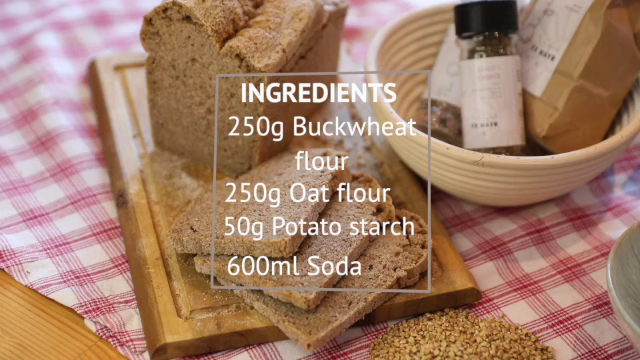 INGREDIENTS
250g Buckwheat
flour
250g Oat flour
50g Potato starch
600ml Soda